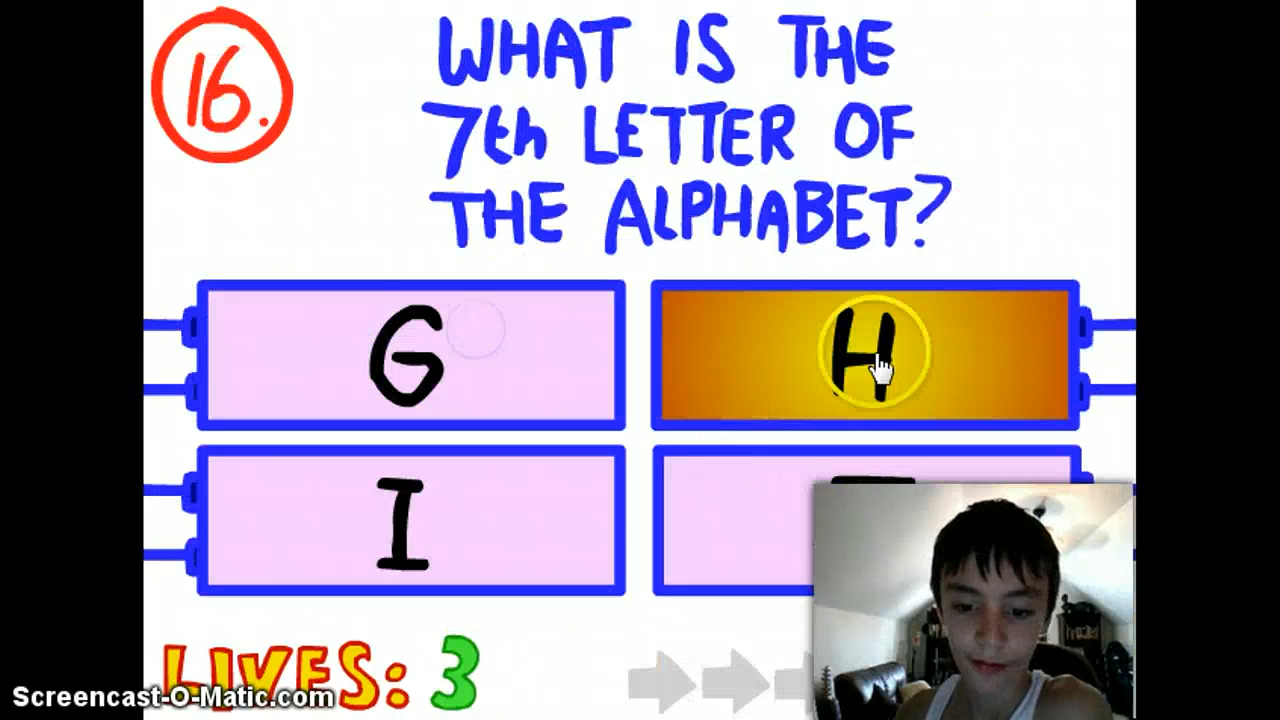 16.
WHAT IS THE
7th LETTER OF
THE ALPHABET?
G
H
I
LIVES: 3
Screencast-O-Matic.com